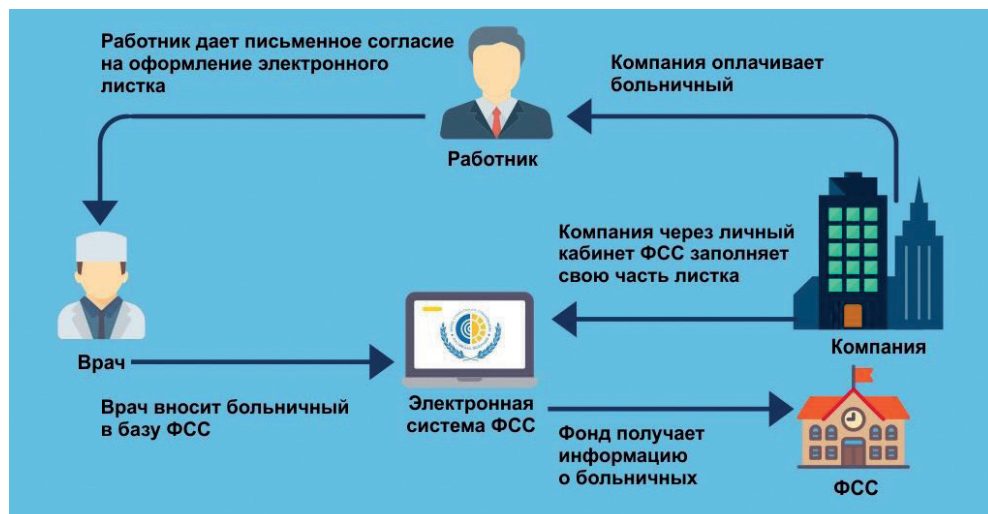 Работник дает письменное согласие
на оформление электронного
листка
Компания оплачивает
больничный
Работник
Компания через личный
кабинет ФСС заполняет
свою часть листка
Компания
Врач
Врач вносит больничный
в базу ФСС
Электронная
система ФСС
Фонд получает
информацию
о больничных
ФСС